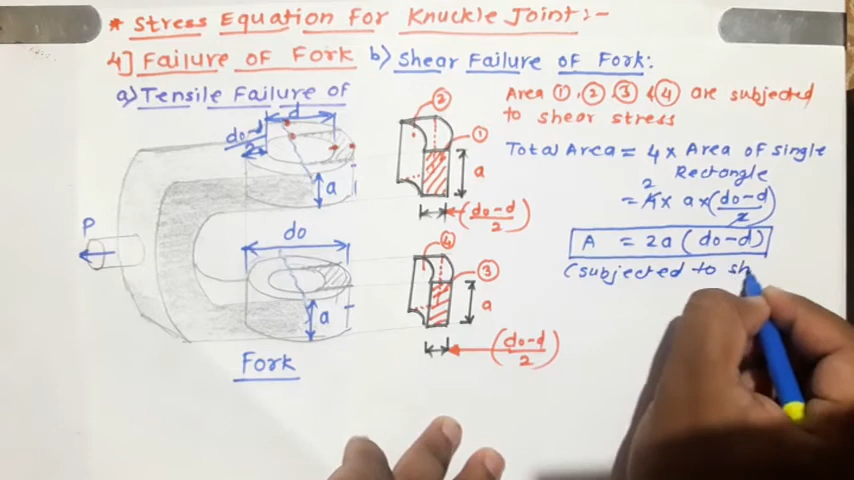 * Stress Equation For Knuckle Joint:-
4] Failure of Fork b) Shear Failure of Fork:
a) Tensile Failure of
d
do-d
2
a
P
do
a
Fork
②
①
a
(do-d)
2
④
③
a
(do-d)
2
Area ①, ②, ③ & ④ are subjected
to shear stress
Total Area = 4 x Area of single
Rectangle
2
= 4 x a x (do-d)
2
A = 2a (do-d)
(subjected to sh